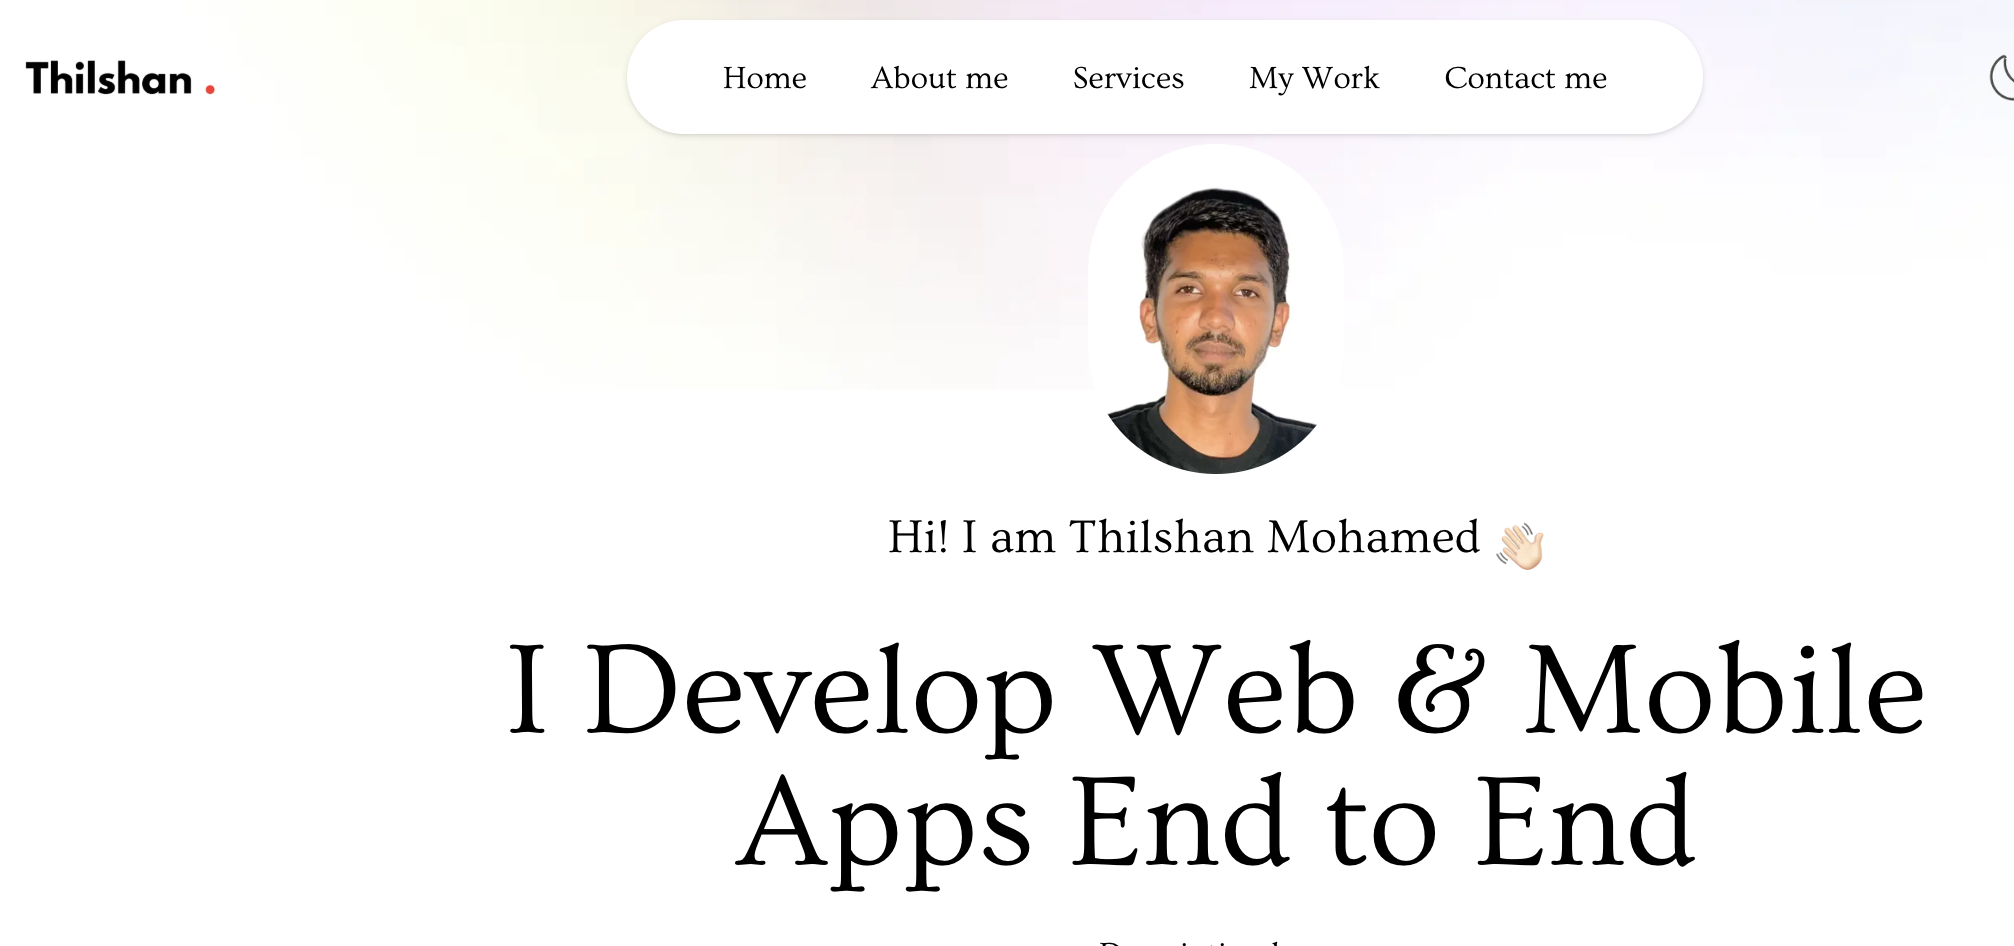 Thilshan .
Home About me Services My Work Contact me
Hi! I am Thilshan Mohamed 👋🏻
I Develop Web & Mobile
Apps End to End